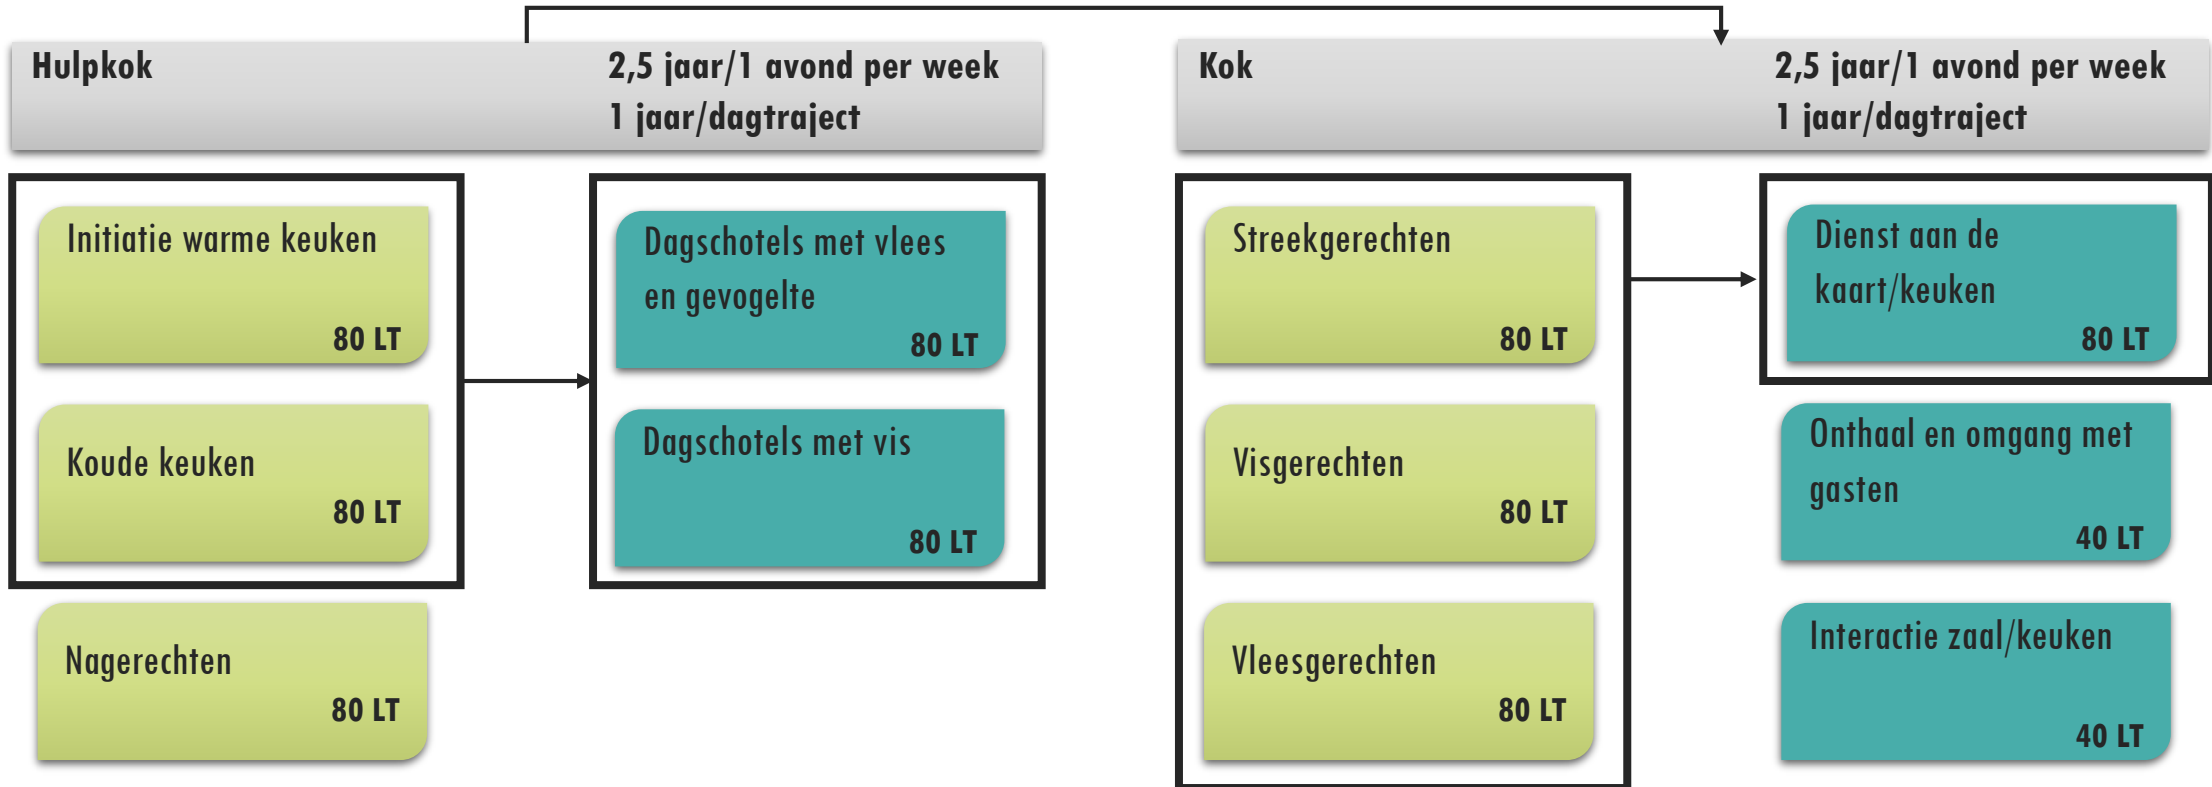 Hulpkok
2,5 jaar/1 avond per week
1 jaar/dagtraject
Initiatie warme keuken
80 LT
Koude keuken
80 LT
Nagerechten
80 LT
Dagschotels met vlees
en gevogelte
80 LT
Dagschotels met vis
80 LT
Kok
2,5 jaar/1 avond per week
1 jaar/dagtraject
Streekgerechten
80 LT
Visgerechten
80 LT
Vleesgerechten
80 LT
Dienst aan de
kaart/keuken
80 LT
Onthaal en omgang met
gasten
40 LT
Interactie zaal/keuken
40 LT